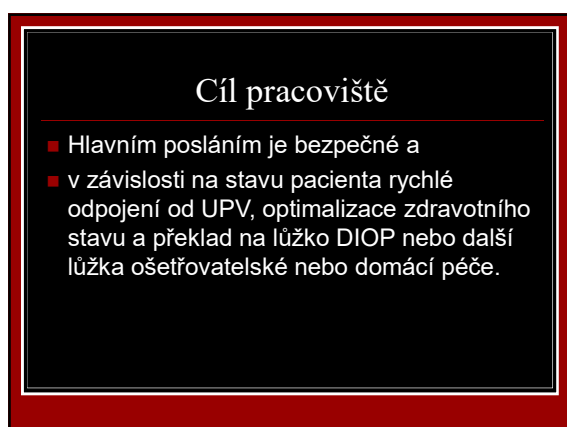 Cíl pracoviště
Hlavním posláním je bezpečné a
v závislosti na stavu pacienta rychlé
odpojení od UPV, optimalizace zdravotního
stavu a překlad na lůžko DIOP nebo další
lůžka ošetřovatelské nebo domácí péče.